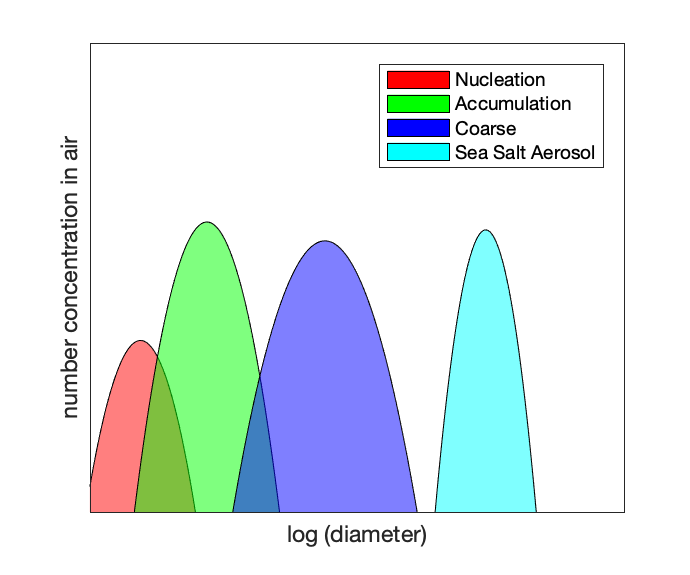 Nucleation
Accumulation
Coarse
Sea Salt Aerosol
number concentration in air
log (diameter)